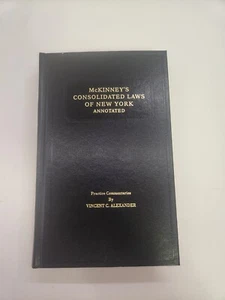 McKINNEY'S
CONSOLIDATED LAWS
OF NEW YORK
ANNOTATED
Practice Commentaries
By
VINCENT C. ALEXANDER